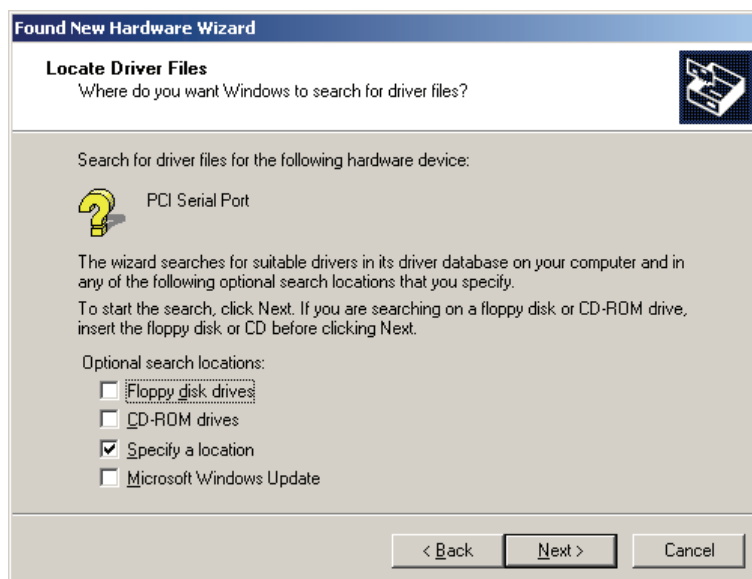 Found New Hardware Wizard
Locate Driver Files
Where do you want Windows to search for driver files?
Search for driver files for the following hardware device:
PCI Serial Port
The wizard searches for suitable drivers in its driver database on your computer and in
any of the following optional search locations that you specify.
To start the search, click Next. If you are searching on a floppy disk or CD-ROM drive,
insert the floppy disk or CD before clicking Next.
Optional search locations:
Floppy disk drives
CD-ROM drives
Specify a location
Microsoft Windows Update
< Back Next > Cancel